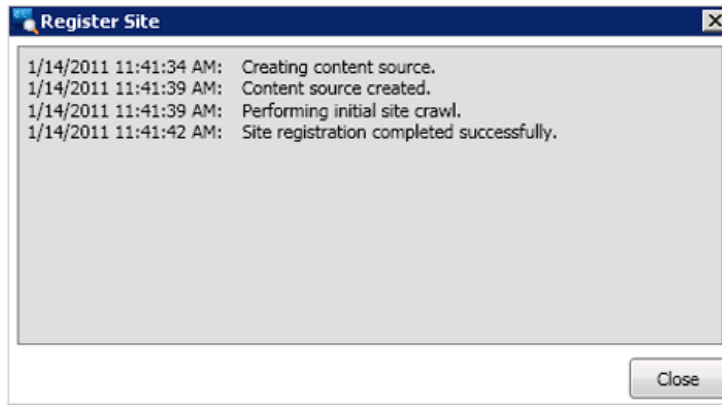 Register Site
1/14/2011 11:41:34 AM: Creating content source.
1/14/2011 11:41:39 AM: Content source created.
1/14/2011 11:41:39 AM: Performing initial site crawl.
1/14/2011 11:41:42 AM: Site registration completed successfully.
Close